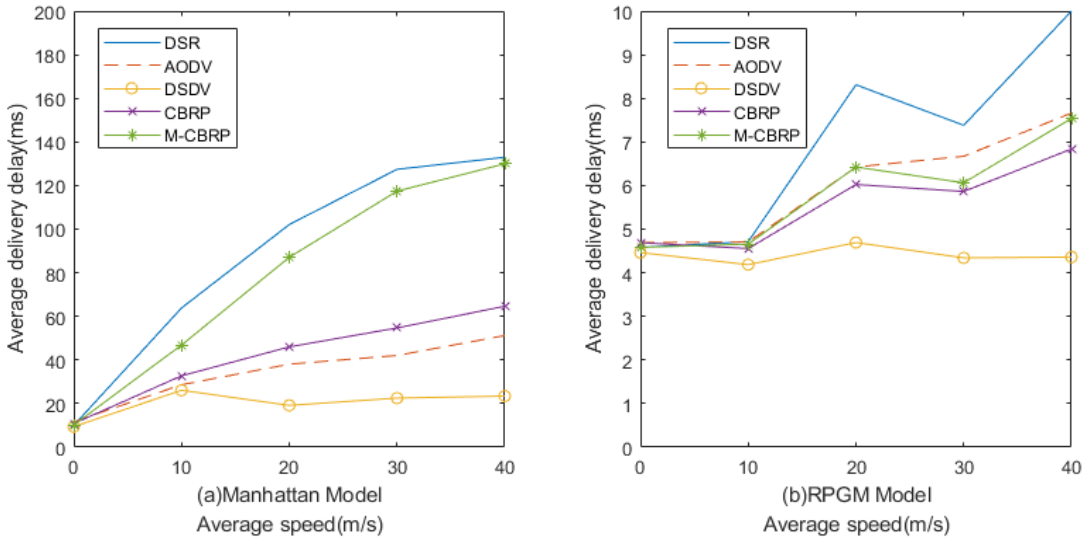 200
180
160
140
120
100
80
60
40
20
0
Average delivery delay(ms)
DSR
AODV
DSDV
CBRP
M-CBRP
0 10 20 30 40
(a)Manhattan Model
Average speed(m/s)
10
9
8
7
6
5
4
3
2
1
0
Average delivery delay(ms)
DSR
AODV
DSDV
CBRP
M-CBRP
0 10 20 30 40
(b)RPGM Model
Average speed(m/s)